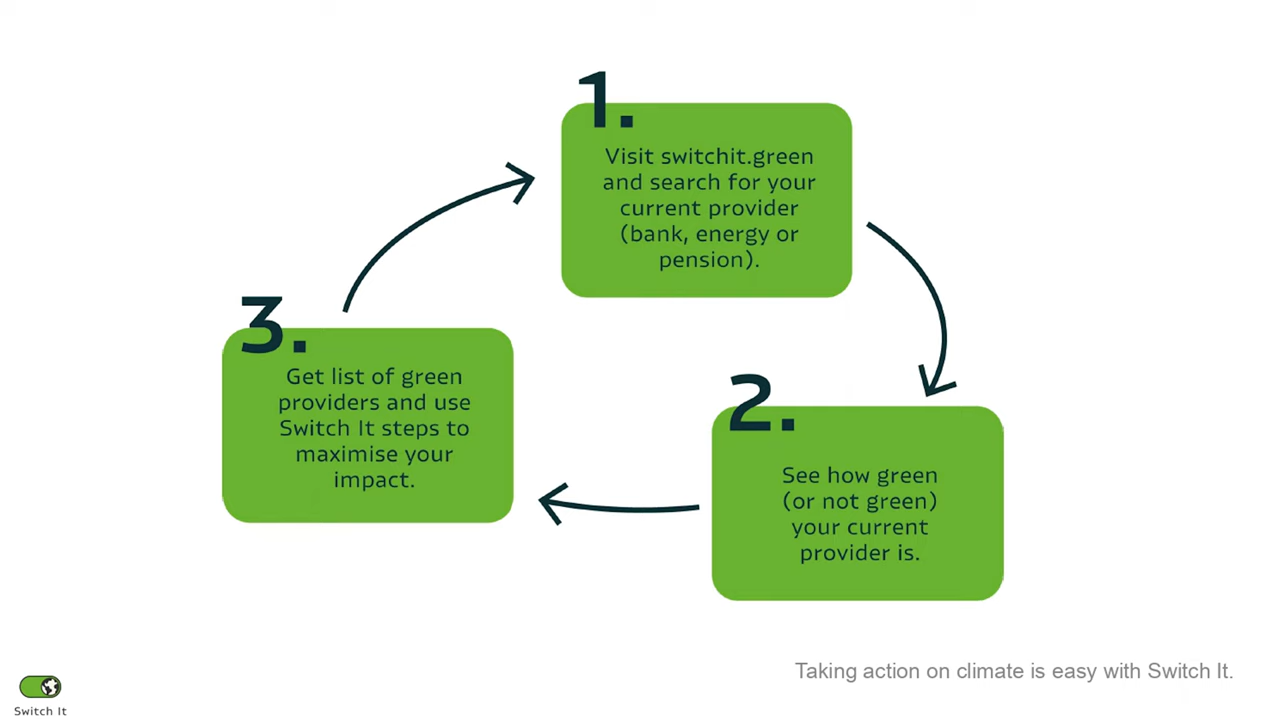 1.
Visit switchit.green
and search for your
current provider
(bank, energy or
pension).
2.
See how green
(or not green)
your current
provider is.
3.
Get list of green
providers and use
Switch It steps to
maximise your
impact.
Taking action on climate is easy with Switch It.
Switch It